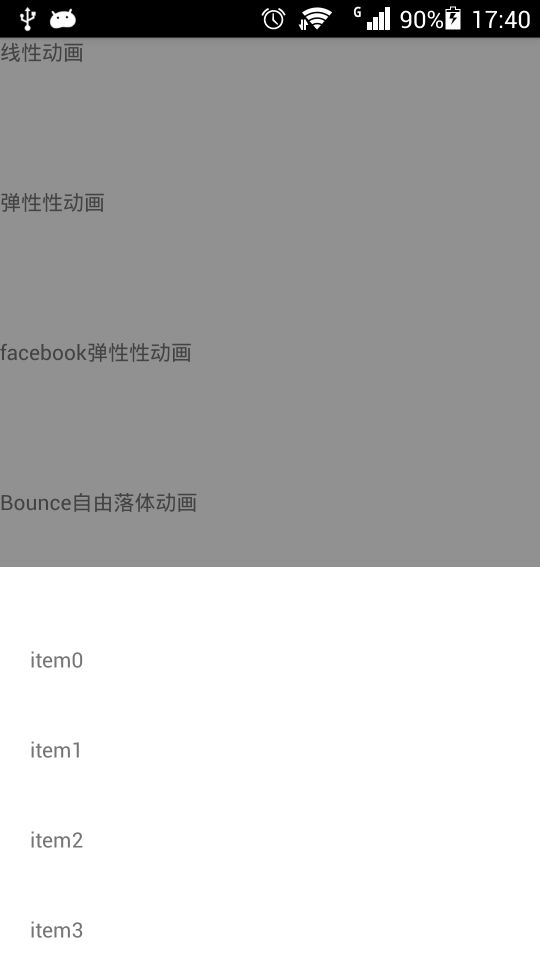 G 90% 17:40
线性动画
弹性性动画
facebook弹性性动画
Bounce自由落体动画
item0
item1
item2
item3